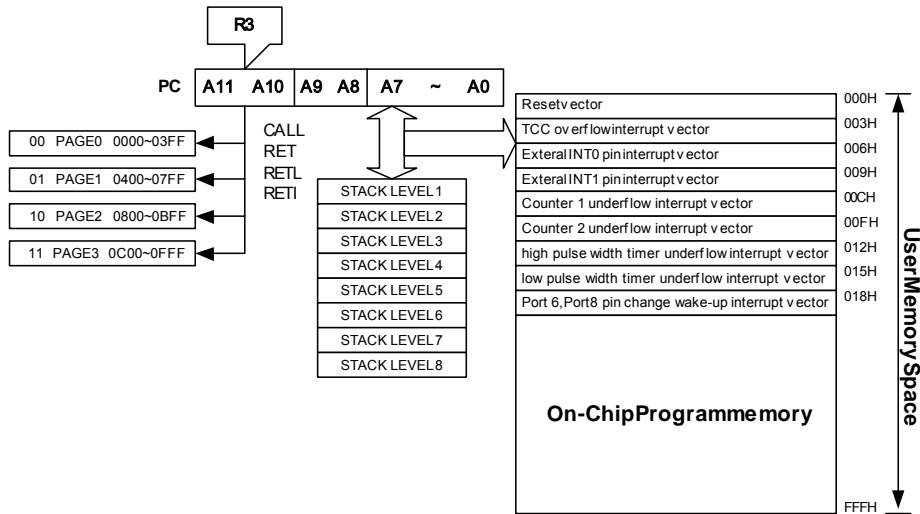 R3
PC A11 A10 A9 A8 A7 ~ A0
00 PAGE0 0000~03FF
01 PAGE1 0400~07FF
10 PAGE2 0800~0BFF
11 PAGE3 0C00~0FFF
CALL
RET
RETL
RETI
STACK LEVEL 1
STACK LEVEL 2
STACK LEVEL 3
STACK LEVEL 4
STACK LEVEL 5
STACK LEVEL 6
STACK LEVEL 7
STACK LEVEL 8
Resetvector 000H
TCC overflowinterrupt vector 003H
Exteral INT0 pin interrupt vector 006H
Exteral INT1 pin interrupt vector 009H
Counter 1 underflow interrupt vector 00CH
Counter 2 underflow interrupt vector 00FH
high pulse width timer underflow interrupt vector 012H
low pulse width timer underflow interrupt vector 015H
Port 6,Port8 pin change wake-up interrupt vector 018H
On-ChipProgrammemory
FFFH
UserMemorySpace